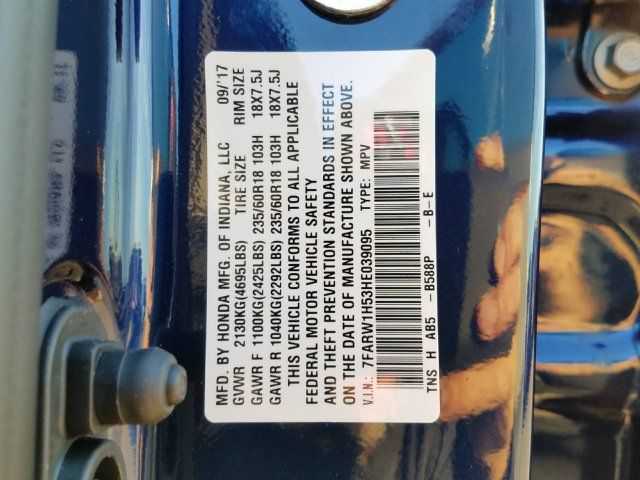 MFD. BY HONDA MFG. OF INDIANA, LLC 09/'17
GVWR 2130KG(4695LBS) TIRE SIZE RIM SIZE
GAWR F 1100KG(2425LBS) 235/60R18 103H 18X7.5J
GAWR R 1040KG(2292LBS) 235/60R18 103H 18X7.5J
THIS VEHICLE CONFORMS TO ALL APPLICABLE
FEDERAL MOTOR VEHICLE SAFETY
AND THEFT PREVENTION STANDARDS IN EFFECT
ON THE DATE OF MANUFACTURE SHOWN ABOVE.
V.I.N.: 7FARW1H53HE039095 TYPE: MPV
TNS H AB5 -B588P -B-E